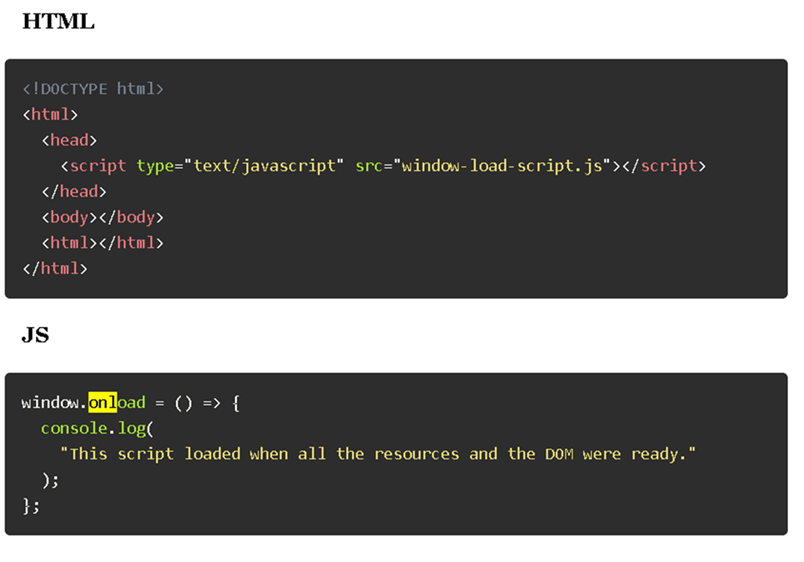 HTML
<!DOCTYPE html>
<html>
  <head>
    <script type="text/javascript" src="window-load-script.js"></script>
  </head>
  <body></body>
  <html></html>
</html>
JS
window.onload = () => {
  console.log(
    "This script loaded when all the resources and the DOM were ready."
  );
};